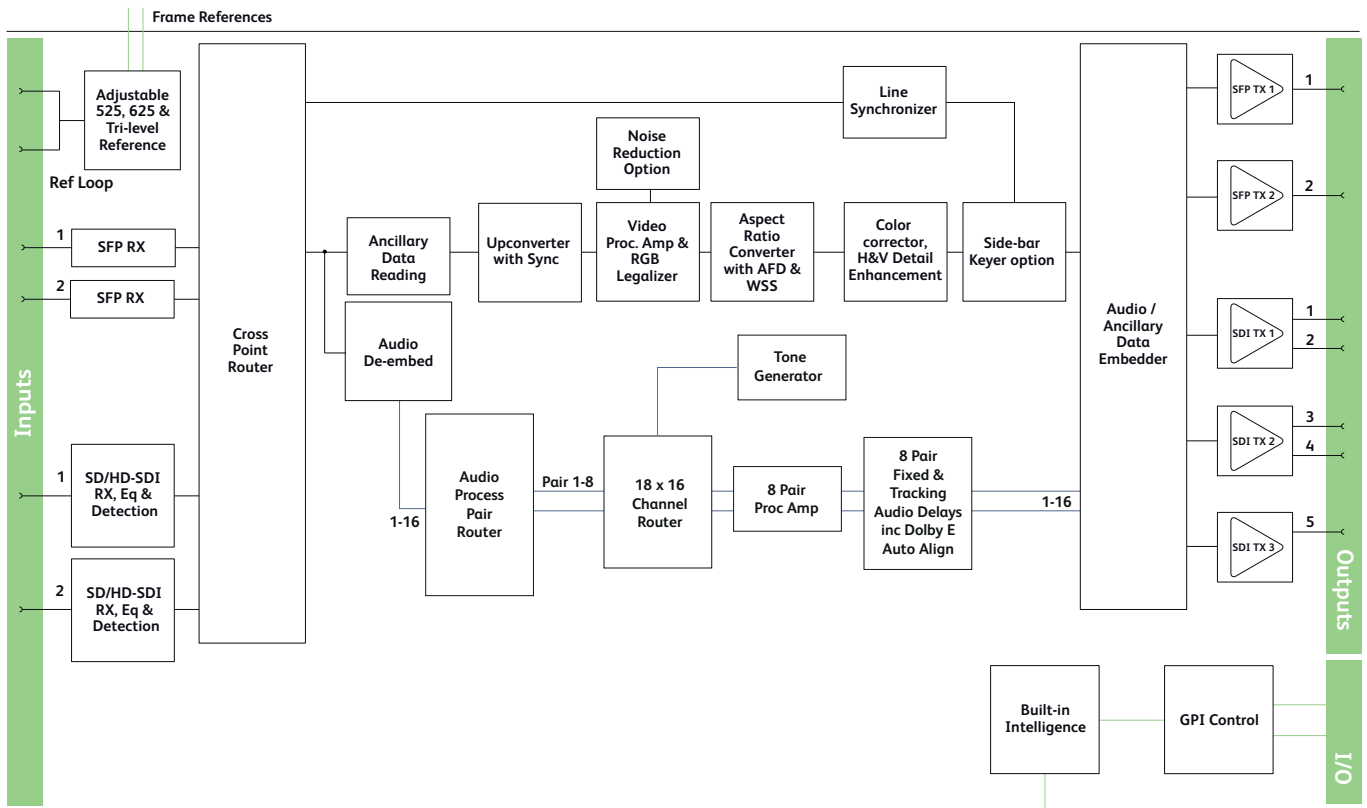 Frame References
Adjustable
525, 625 &
Tri-level
Reference
Ref Loop
1
SFP RX
2
SFP RX
Inputs
1
SD/HD-SDI
RX, Eq &
Detection
2
SD/HD-SDI
RX, Eq &
Detection
Cross
Point
Router
Line
Synchronizer
Noise
Reduction
Option
Ancillary
Data
Reading
Upconverter
with Sync
Video
Proc. Amp &
RGB
Legalizer
Aspect
Ratio
Converter
with AFD &
WSS
Color
corrector,
H&V Detail
Enhancement
Side-bar
Keyer option
Audio
De-embed
Tone
Generator
1-16
Audio
Process
Pair
Router
Pair 1-8
18 x 16
Channel
Router
8 Pair
Proc Amp
8 Pair
Fixed &
Tracking
Audio Delays
inc Dolby E
Auto Align
1-16
Audio /
Ancillary
Data
Embedder
SFP TX 1
1
SFP TX 2
2
SDI TX 1
1
2
SDI TX 2
3
4
SDI TX 3
5
Outputs
Built-in
Intelligence
GPI Control
I/O